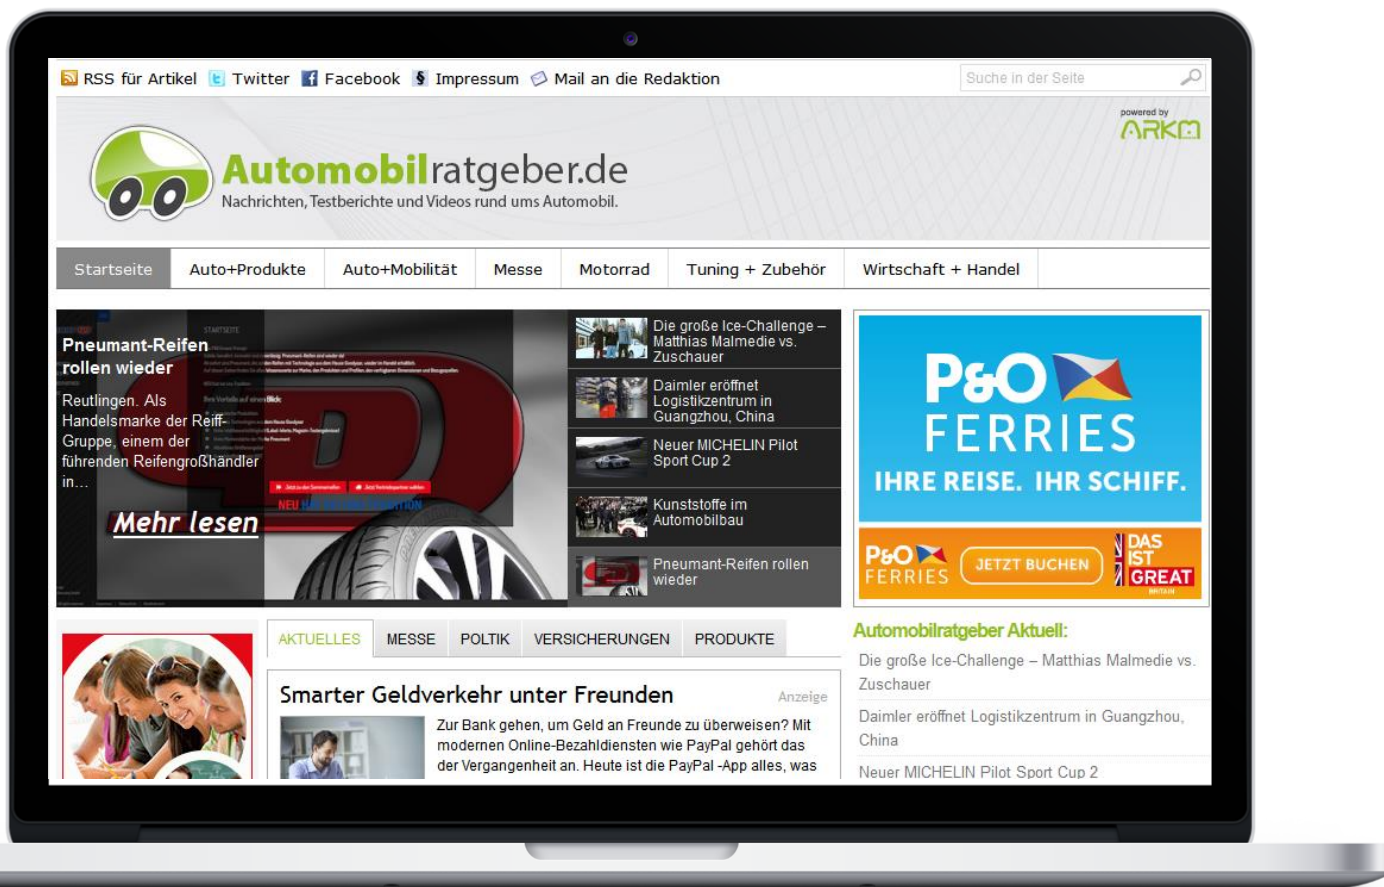 RSS für Artikel Twitter Facebook Impressum Mail an die Redaktion
Suche in der Seite
powered by
ARKM
Automobilratgeber.de
Nachrichten, Testberichte und Videos rund ums Automobil.
Startseite Auto+Produkte Auto+Mobilität Messe Motorrad Tuning + Zubehör Wirtschaft + Handel
Pneumant-Reifen
rollen wieder
Reutlingen. Als
Handelsmarke der Reiff-
Gruppe, einem der
führenden Reifengroßhändler
in…
Mehr lesen
STARTSEITE
NEU
Die große Ice-Challenge –
Matthias Malmedie vs.
Zuschauer
Daimler eröffnet
Logistikzentrum in
Guangzhou, China
Neuer MICHELIN Pilot
Sport Cup 2
Kunststoffe im
Automobilbau
Pneumant-Reifen rollen
wieder
P&O
FERRIES
IHRE REISE. IHR SCHIFF.
P&O
FERRIES
JETZT BUCHEN
DAS
IST
GREAT
BRITAIN
AKTUELLES MESSE POLTIK VERSICHERUNGEN PRODUKTE
Smarter Geldverkehr unter Freunden
Anzeige
Zur Bank gehen, um Geld an Freunde zu überweisen? Mit
modernen Online-Bezahldiensten wie PayPal gehört das
der Vergangenheit an. Heute ist die PayPal -App alles, was
Automobilratgeber Aktuell:
Die große Ice-Challenge – Matthias Malmedie vs.
Zuschauer
Daimler eröffnet Logistikzentrum in Guangzhou,
China
Neuer MICHELIN Pilot Sport Cup 2